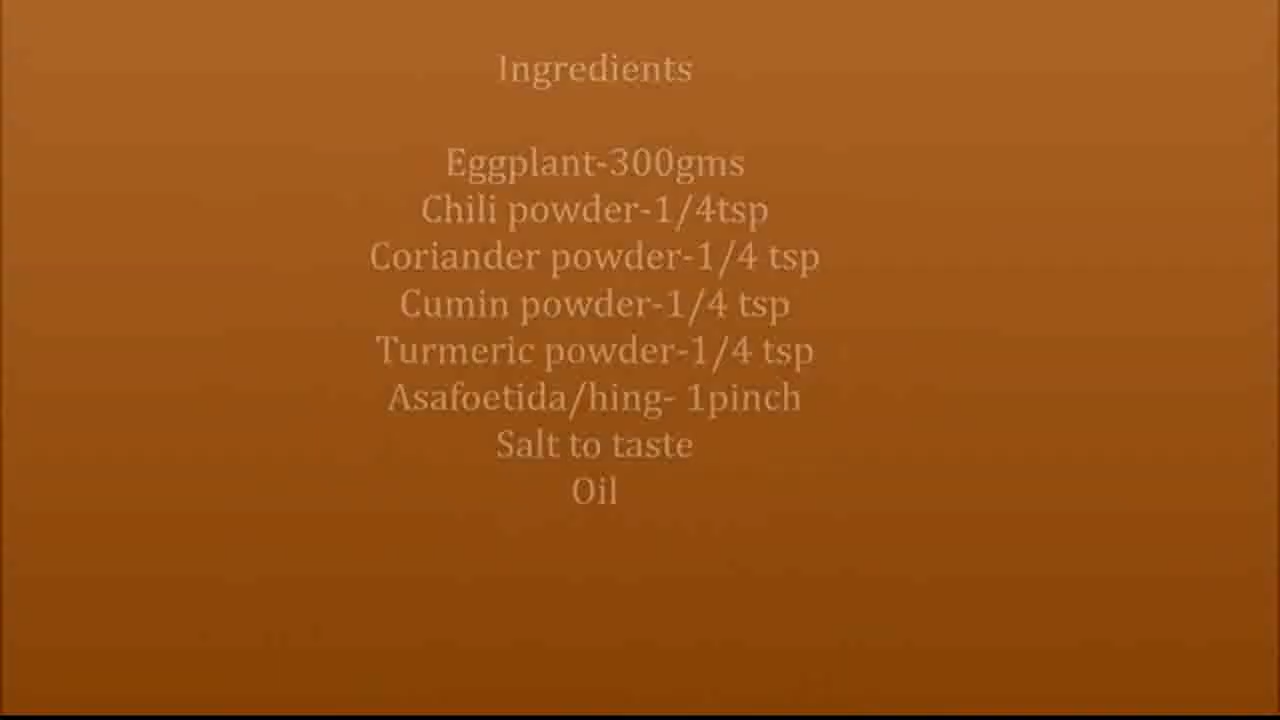 Ingredients
Eggplant-300gms
Chili powder-1/4tsp
Coriander powder-1/4 tsp
Cumin powder-1/4 tsp
Turmeric powder-1/4 tsp
Asafoetida/hing- 1pinch
Salt to taste
Oil